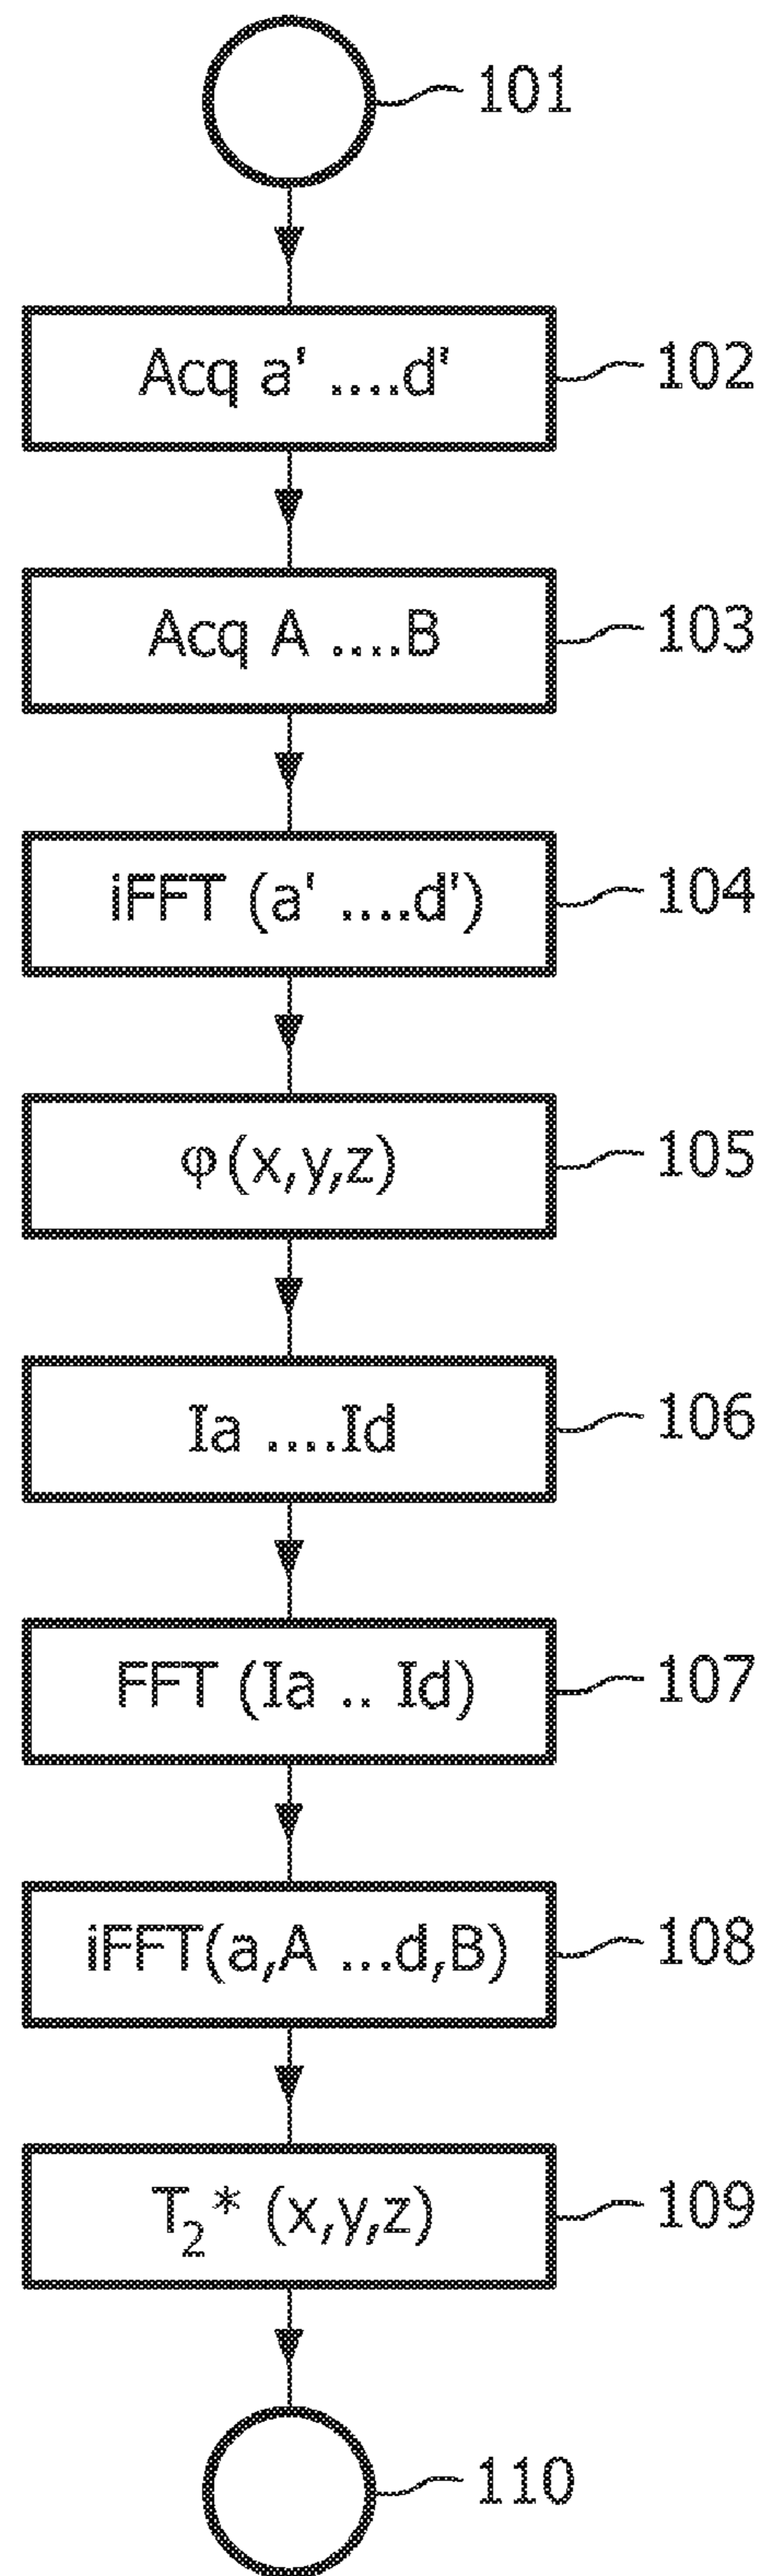 101
Acq a' ....d' 102
Acq A ....B 103
iFFT (a' ....d') 104
φ(x,y,z) 105
Ia ....Id 106
FFT (Ia .. Id) 107
iFFT(a,A ...d,B) 108
T₂* (x,y,z) 109
110